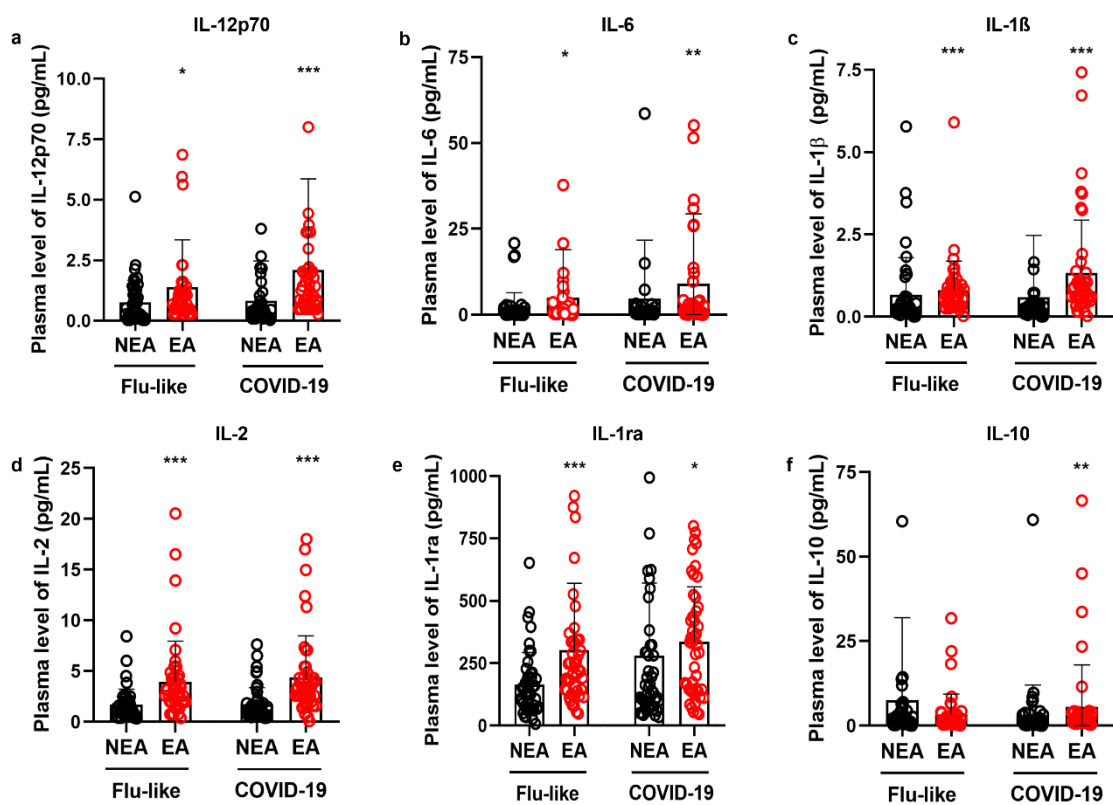 a
IL-12p70
Plasma level of IL-12p70 (pg/mL)
10.0
7.5
5.0
2.5
0.0
*
***
NEA EA NEA EA
Flu-like COVID-19
b
IL-6
Plasma level of IL-6 (pg/mL)
75
50
25
0
*
**
NEA EA NEA EA
Flu-like COVID-19
c
IL-1ß
Plasma level of IL-1β (pg/mL)
7.5
5.0
2.5
0.0
***
***
NEA EA NEA EA
Flu-like COVID-19
d
IL-2
Plasma level of IL-2 (pg/mL)
25
20
15
10
5
0
***
***
NEA EA NEA EA
Flu-like COVID-19
e
IL-1ra
Plasma level of IL-1ra (pg/mL)
1000
750
500
250
0
***
*
NEA EA NEA EA
Flu-like COVID-19
f
IL-10
Plasma level of IL-10 (pg/mL)
75
50
25
0
**
NEA EA NEA EA
Flu-like COVID-19